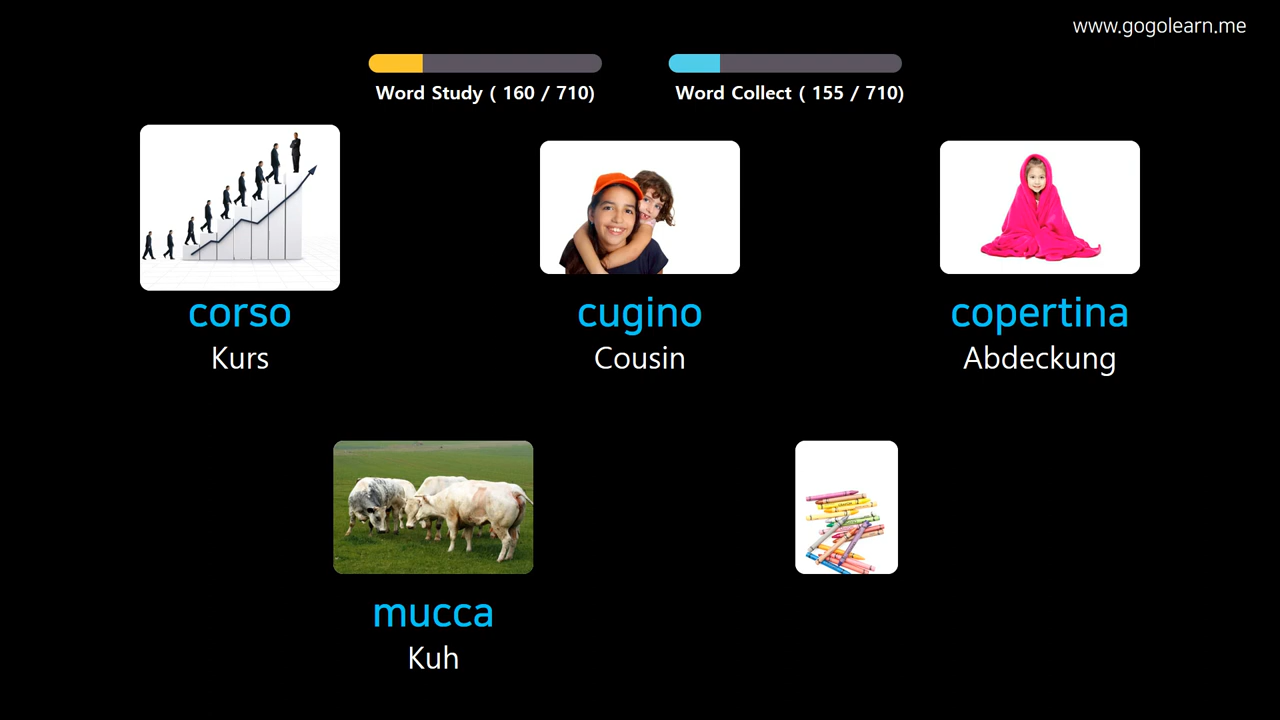 www.gogolearn.me
Word Study ( 160 / 710)
Word Collect ( 155 / 710)
corso
Kurs
cugino
Cousin
copertina
Abdeckung
mucca
Kuh